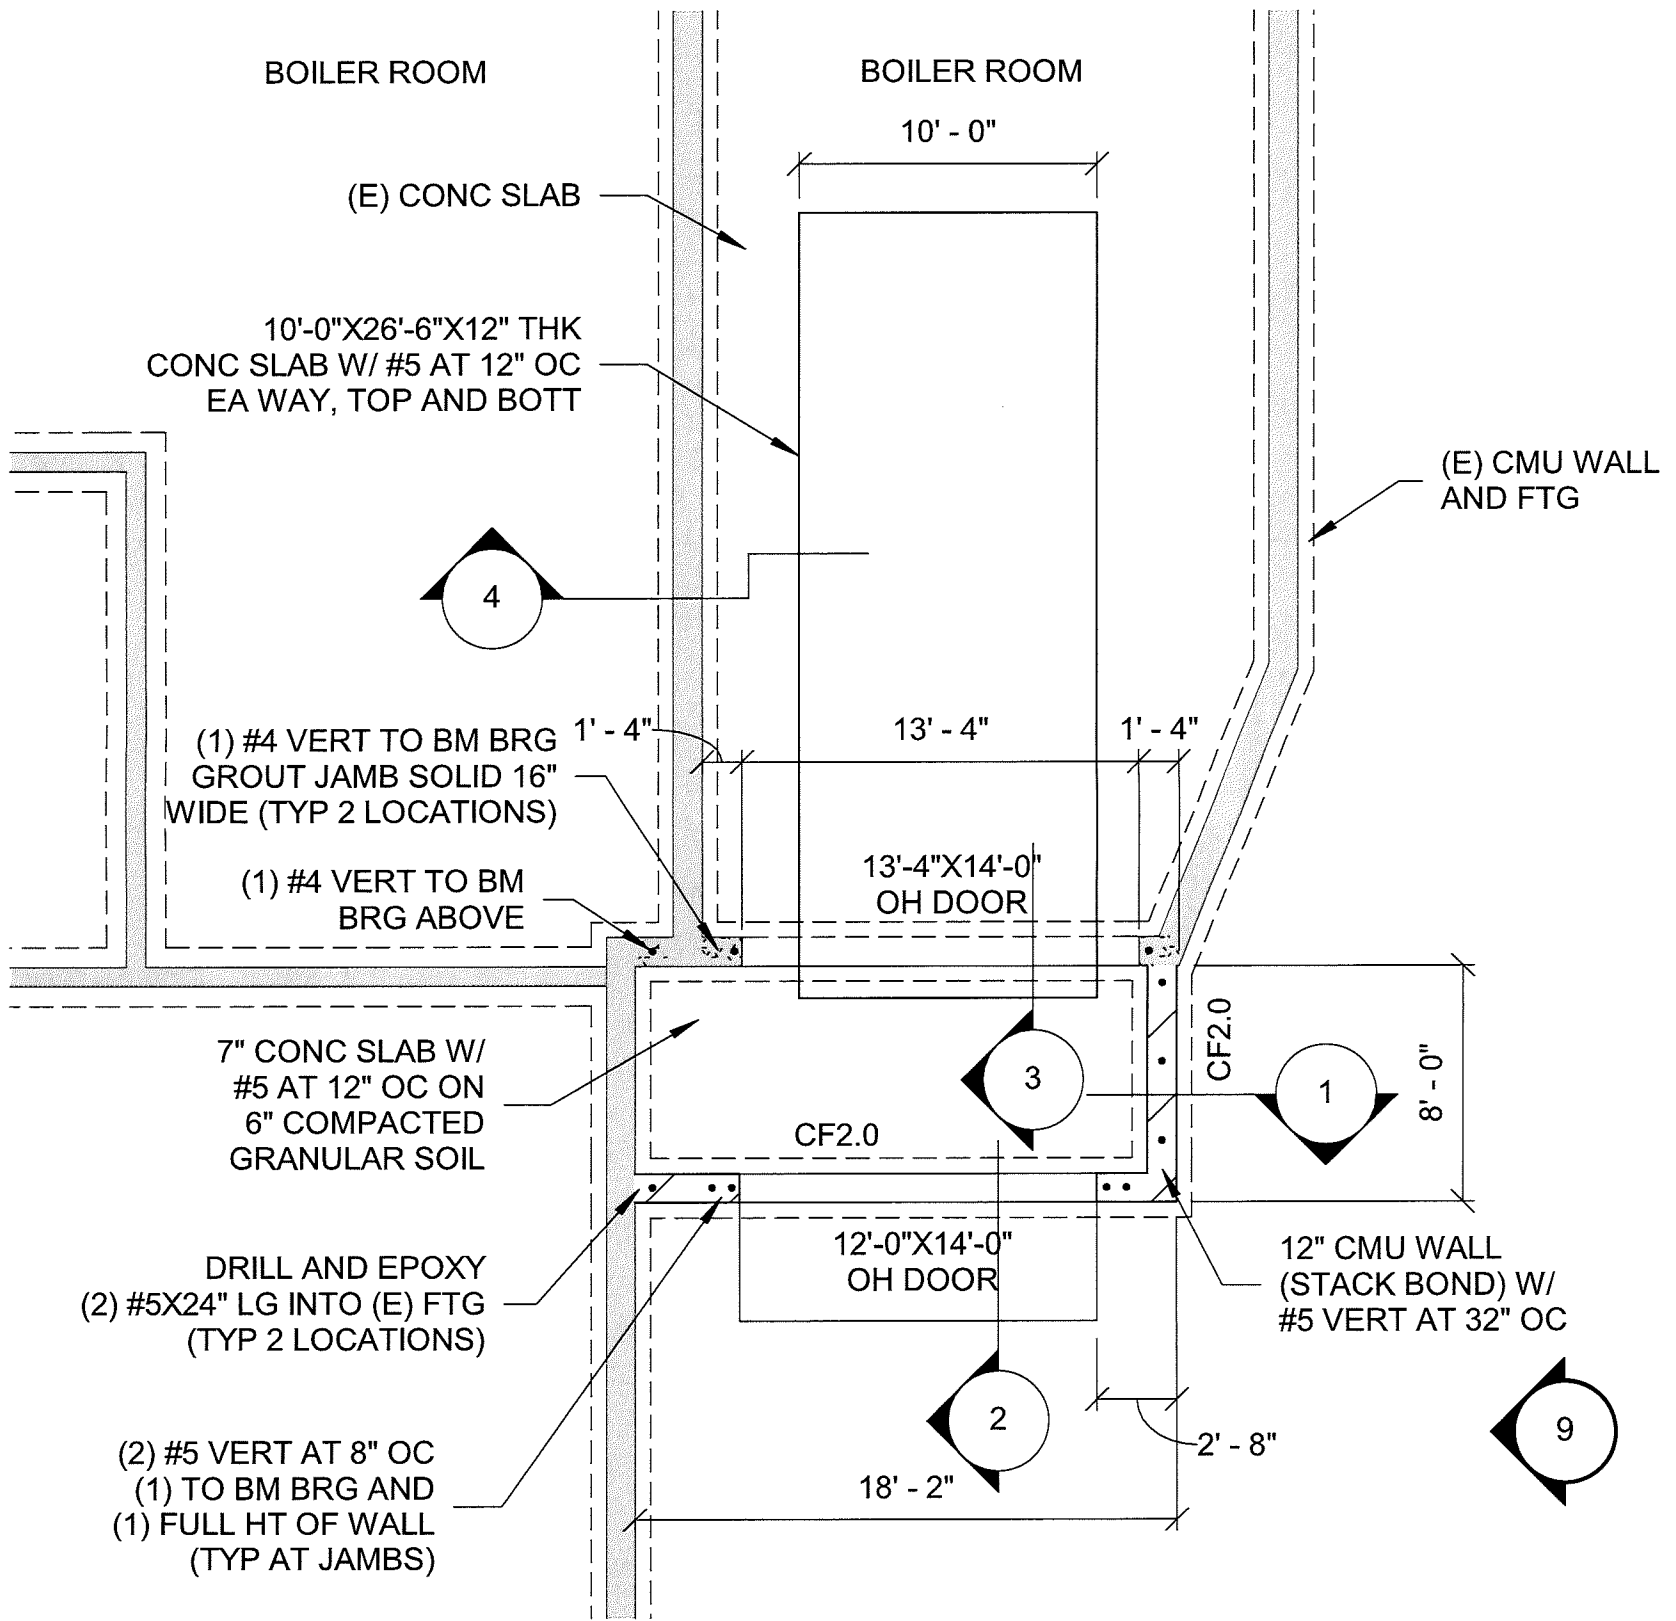 BOILER ROOM
BOILER ROOM
10' - 0"
(E) CONC SLAB
10'-0"X26'-6"X12" THK
CONC SLAB W/ #5 AT 12" OC
EA WAY, TOP AND BOTT
(E) CMU WALL
AND FTG
4
(1) #4 VERT TO BM BRG
GROUT JAMB SOLID 16"
WIDE (TYP 2 LOCATIONS)
1' - 4"
13' - 4"
1' - 4"
13'-4"X14'-0"
OH DOOR
(1) #4 VERT TO BM
BRG ABOVE
7" CONC SLAB W/
#5 AT 12" OC ON
6" COMPACTED
GRANULAR SOIL
CF2.0
3
CF2.0
1
8' - 0"
12'-0"X14'-0"
OH DOOR
DRILL AND EPOXY
(2) #5X24" LG INTO (E) FTG
(TYP 2 LOCATIONS)
12" CMU WALL
(STACK BOND) W/
#5 VERT AT 32" OC
2
2' - 8"
9
(2) #5 VERT AT 8" OC
(1) TO BM BRG AND
(1) FULL HT OF WALL
(TYP AT JAMBS)
18' - 2"